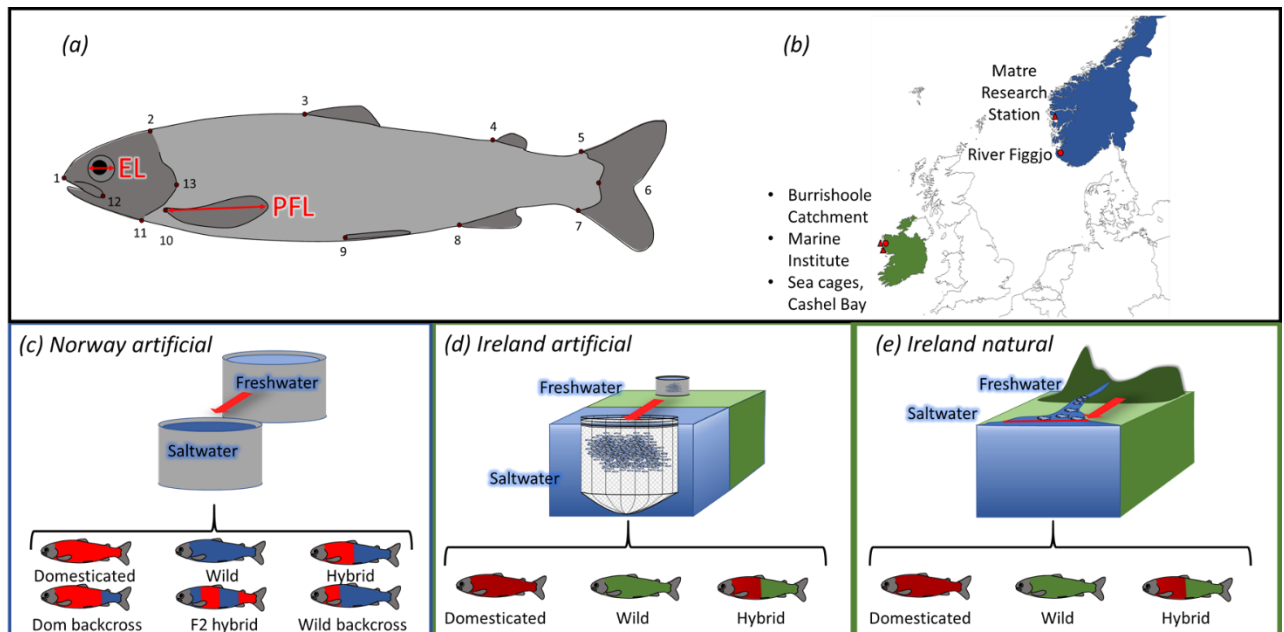 (a)
3
2
4
5
EL
1
13
6
12
PFL
11
10
9
8
7
(b)
Matre
Research
Station
River Figgjo
• Burrishoole
Catchment
• Marine
Institute
• Sea cages,
Cashel Bay
(c) Norway artificial
Freshwater
Saltwater
Domesticated
Wild
Hybrid
Dom backcross
F2 hybrid
Wild backcross
(d) Ireland artificial
Freshwater
Saltwater
Domesticated
Wild
Hybrid
(e) Ireland natural
Freshwater
Saltwater
Domesticated
Wild
Hybrid